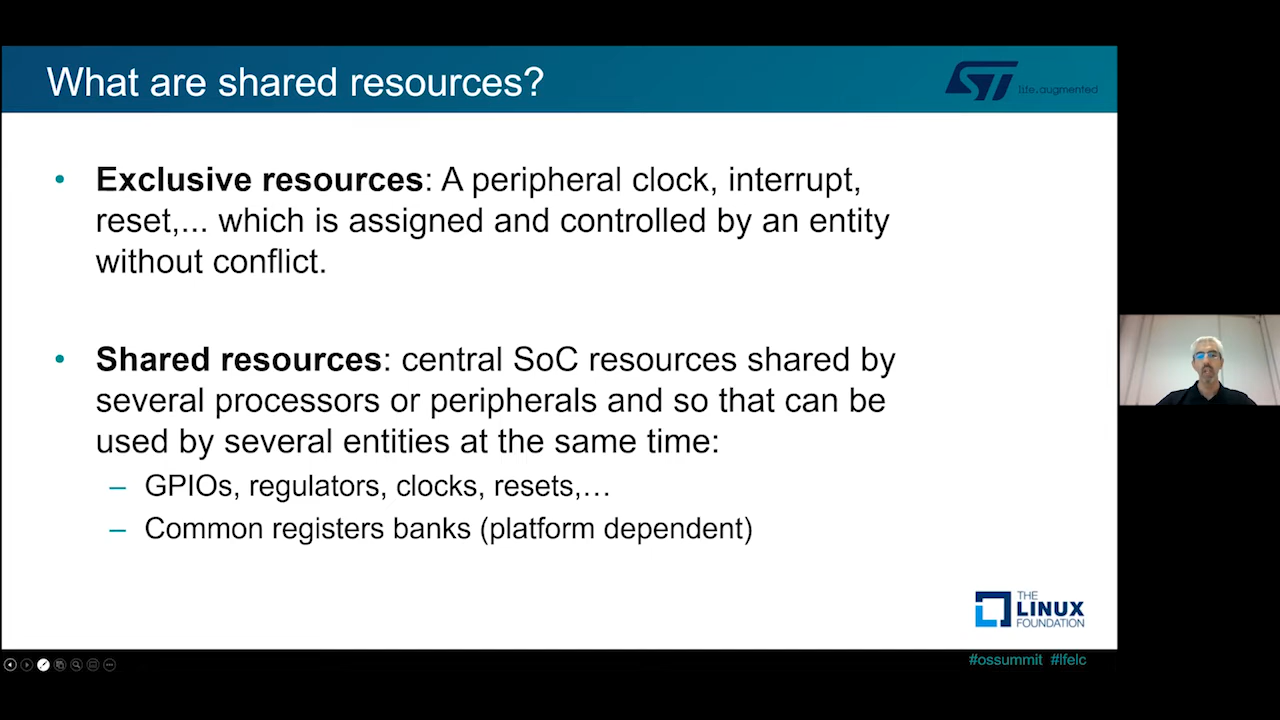 What are shared resources?
ST life.augmented
• Exclusive resources: A peripheral clock, interrupt,
reset,... which is assigned and controlled by an entity
without conflict.
• Shared resources: central SoC resources shared by
several processors or peripherals and so that can be
used by several entities at the same time:
– GPIOs, regulators, clocks, resets,…
– Common registers banks (platform dependent)
THE
LINUX
FOUNDATION
#ossummit #lfelc